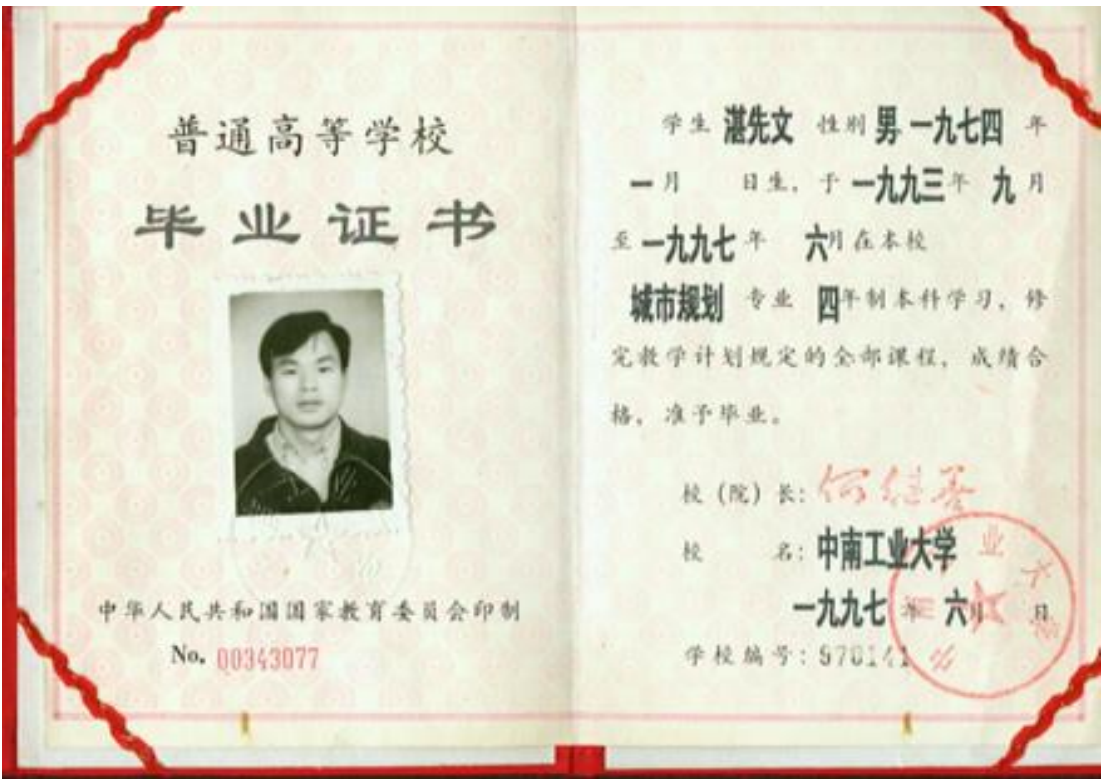 普通高等学校
毕业证书
中华人民共和国国家教育委员会印制
No. 00343077
学生 湛先文 性别 男 一九七四 年
一月 日生，于 一九九三年 九月
至 一九九七 年 六月在本校
城市规划 专业 四年制本科学习，修
完教学计划规定的全部课程，成绩合
格，准予毕业。
校（院）长：何继善
校 名：中南工业大学
一九九七 年 六月 日
学校编号：970141